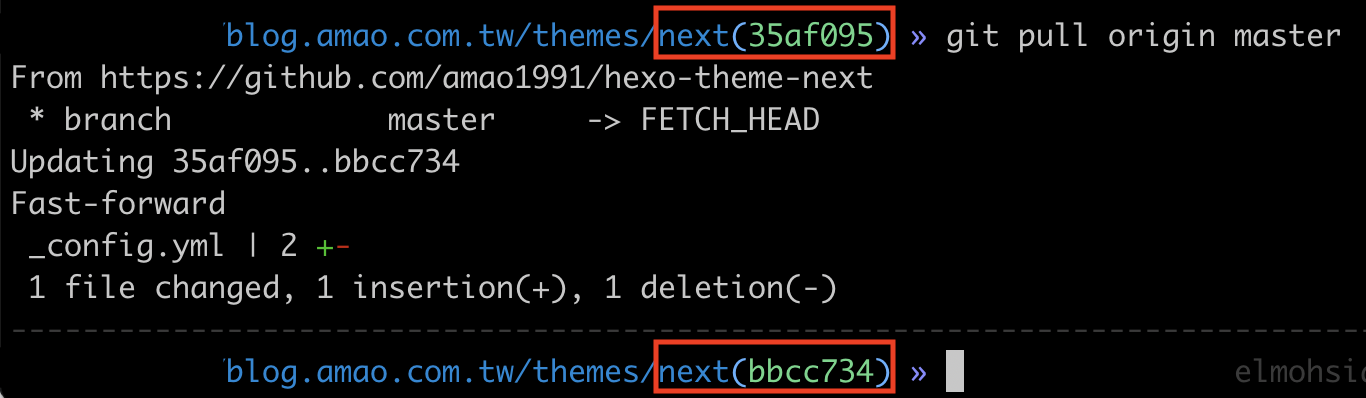 blog.amao.com.tw/themes/next(35af095) » git pull origin master
From https://github.com/amao1991/hexo-theme-next
 * branch            master     -> FETCH_HEAD
Updating 35af095..bbcc734
Fast-forward
 _config.yml | 2 +-
 1 file changed, 1 insertion(+), 1 deletion(-)
blog.amao.com.tw/themes/next(bbcc734) »